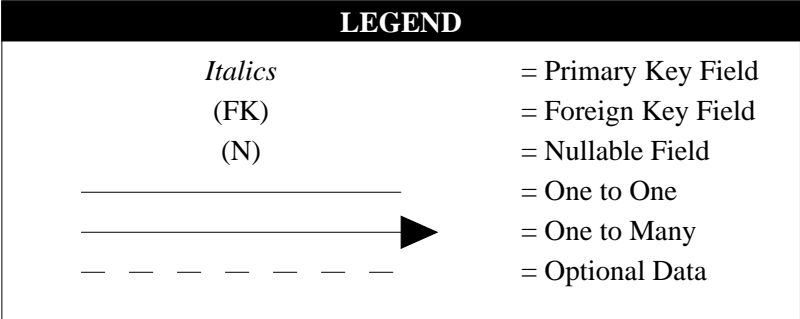 LEGEND
Italics = Primary Key Field
(FK) = Foreign Key Field
(N) = Nullable Field
= One to One
= One to Many
= Optional Data